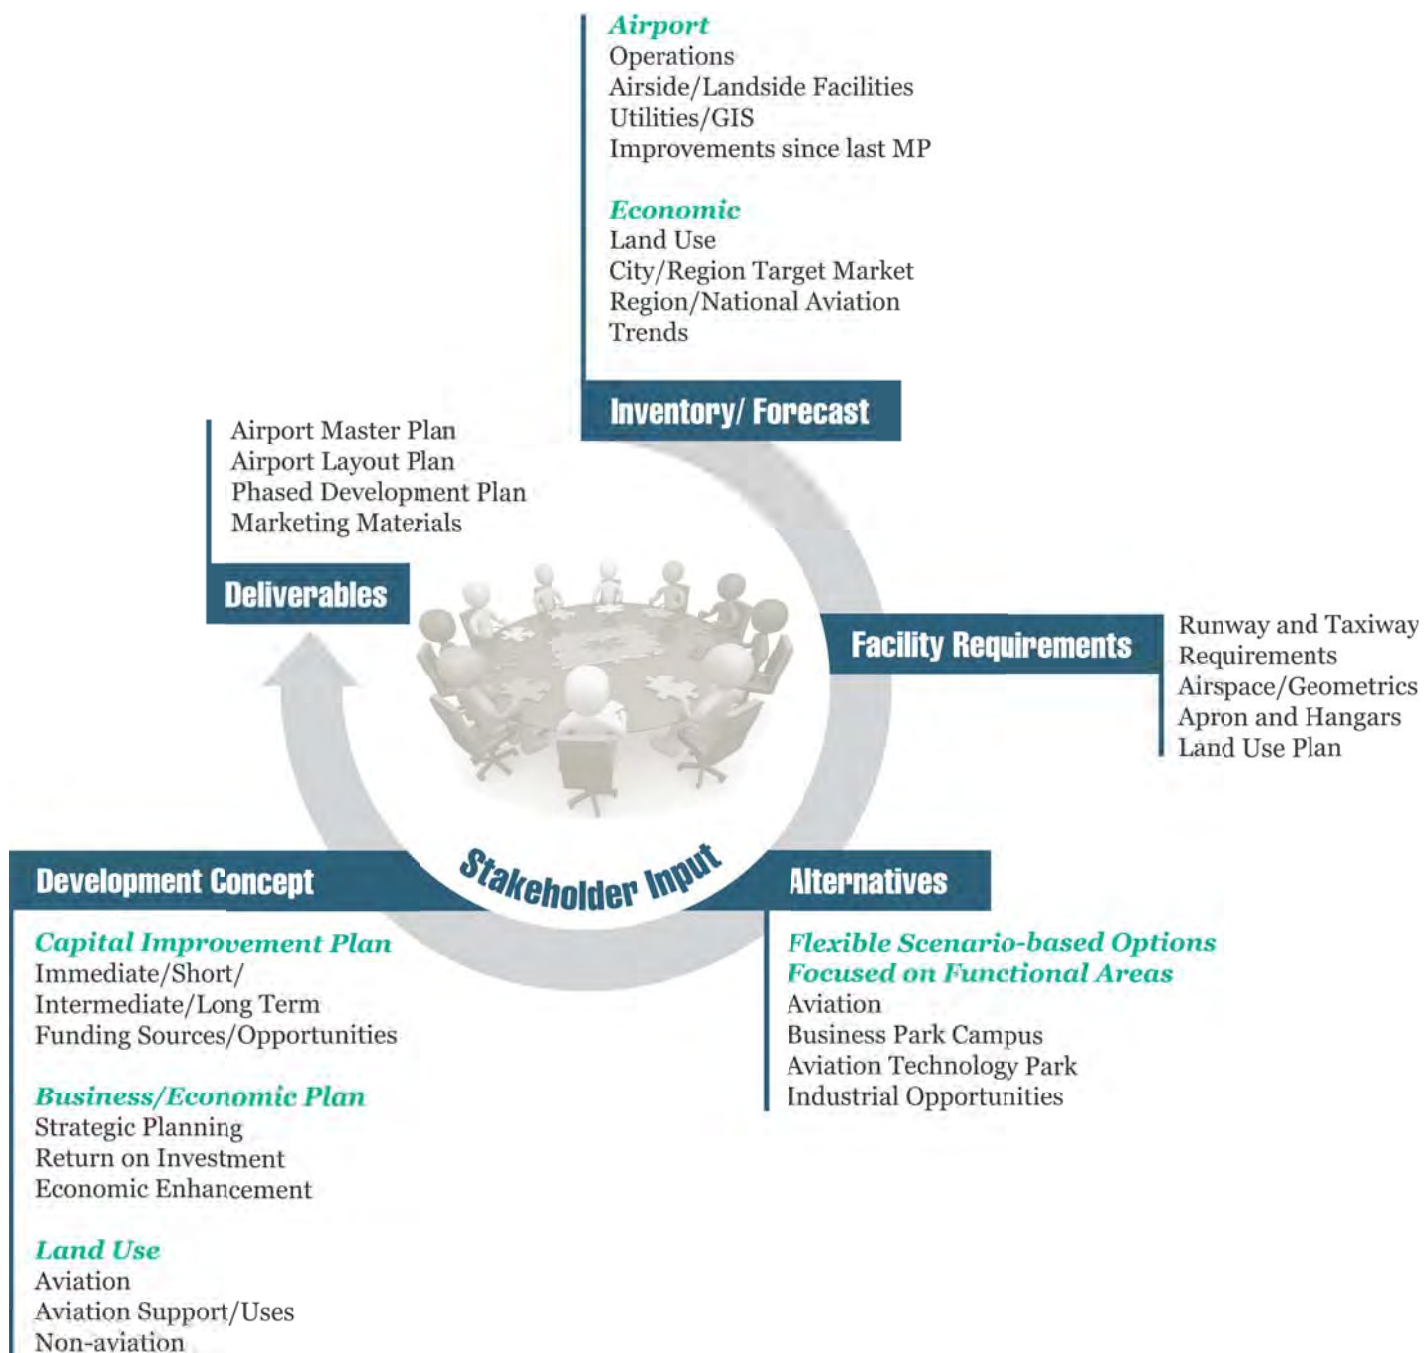 Airport
Operations
Airside/Landside Facilities
Utilities/GIS
Improvements since last MP
Economic
Land Use
City/Region Target Market
Region/National Aviation
Trends
Inventory/ Forecast
Airport Master Plan
Airport Layout Plan
Phased Development Plan
Marketing Materials
Deliverables
Facility Requirements
Runway and Taxiway
Requirements
Airspace/Geometrics
Apron and Hangars
Land Use Plan
Stakeholder Input
Alternatives
Flexible Scenario-based Options
Focused on Functional Areas
Aviation
Business Park Campus
Aviation Technology Park
Industrial Opportunities
Development Concept
Capital Improvement Plan
Immediate/Short/
Intermediate/Long Term
Funding Sources/Opportunities
Business/Economic Plan
Strategic Planning
Return on Investment
Economic Enhancement
Land Use
Aviation
Aviation Support/Uses
Non-aviation